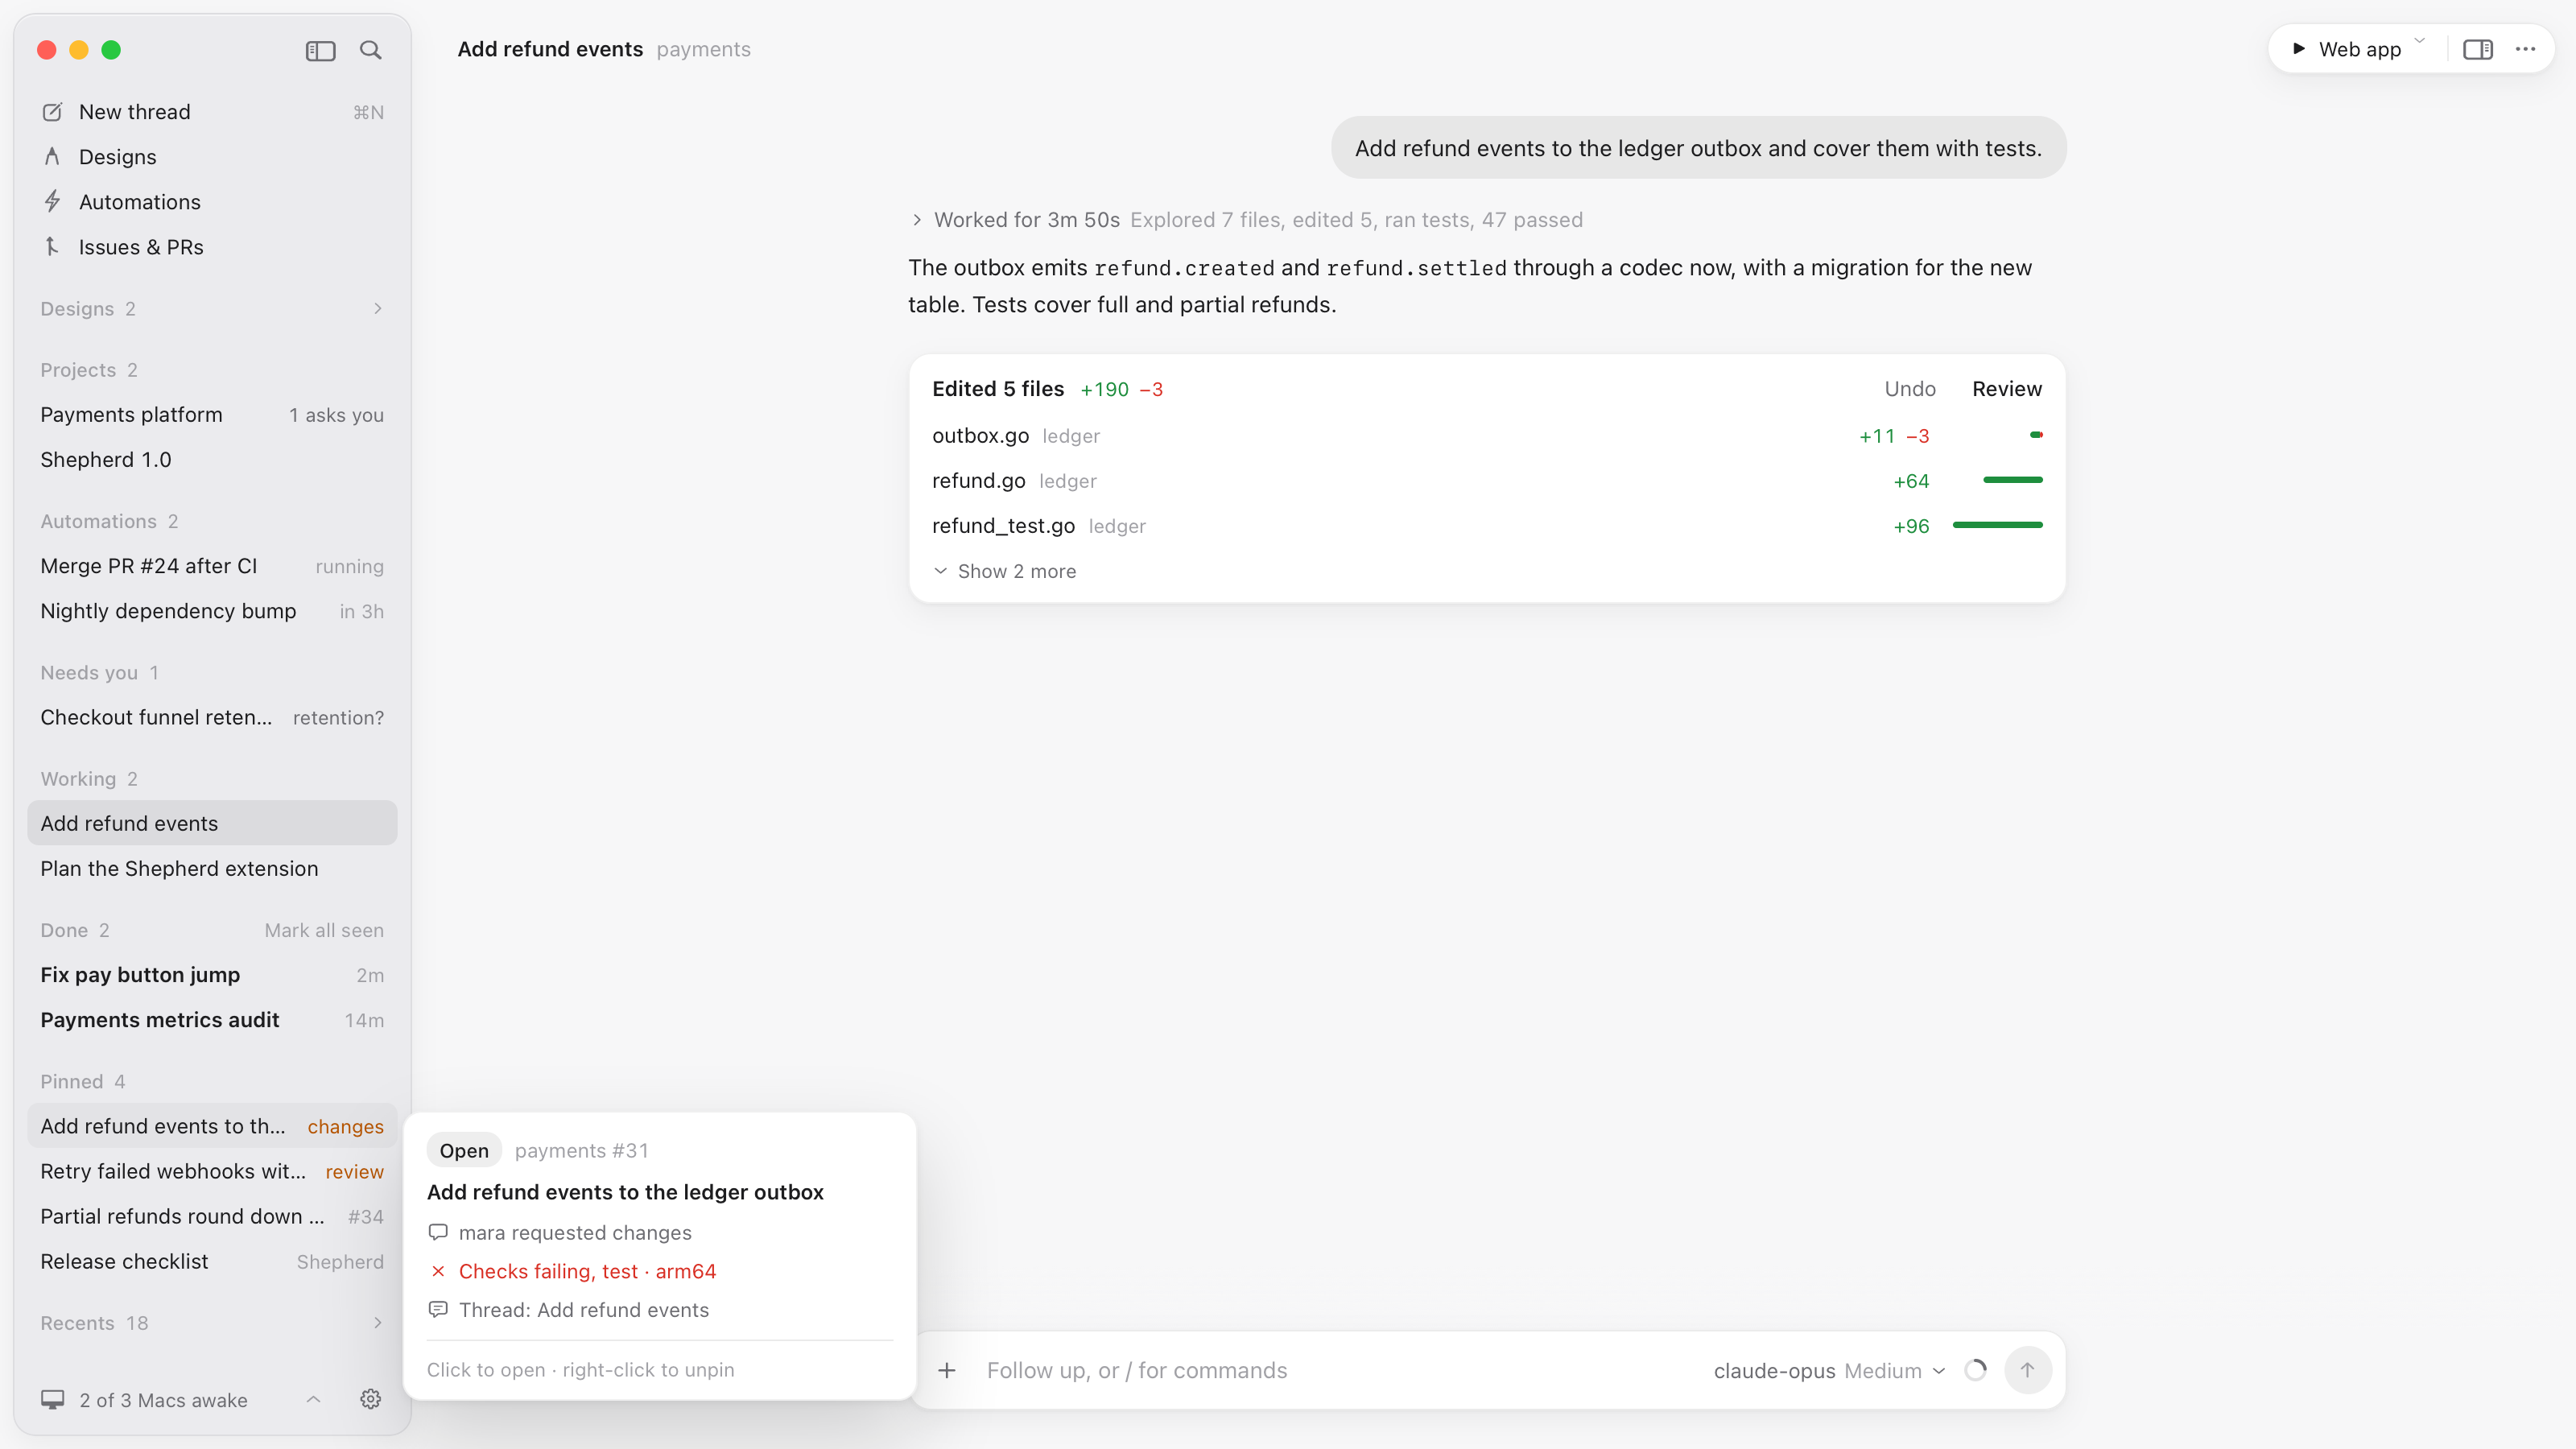 New thread ⌘N
Designs
Automations
Issues & PRs
Designs 2
Projects 2
Payments platform 1 asks you
Shepherd 1.0
Automations 2
Merge PR #24 after CI running
Nightly dependency bump in 3h
Needs you 1
Checkout funnel reten... retention?
Working 2
Add refund events
Plan the Shepherd extension
Done 2 Mark all seen
Fix pay button jump 2m
Payments metrics audit 14m
Pinned 4
Add refund events to th... changes
Retry failed webhooks wit... review
Partial refunds round down ... #34
Release checklist Shepherd
Recents 18
2 of 3 Macs awake
Add refund events payments
Web app
Add refund events to the ledger outbox and cover them with tests.
Worked for 3m 50s Explored 7 files, edited 5, ran tests, 47 passed
The outbox emits refund.created and refund.settled through a codec now, with a migration for the new
table. Tests cover full and partial refunds.
Edited 5 files +190 −3 Undo Review
outbox.go ledger +11 −3
refund.go ledger +64
refund_test.go ledger +96
Show 2 more
Open payments #31
Add refund events to the ledger outbox
mara requested changes
Checks failing, test · arm64
Thread: Add refund events
Click to open · right-click to unpin
Follow up, or / for commands claude-opus Medium